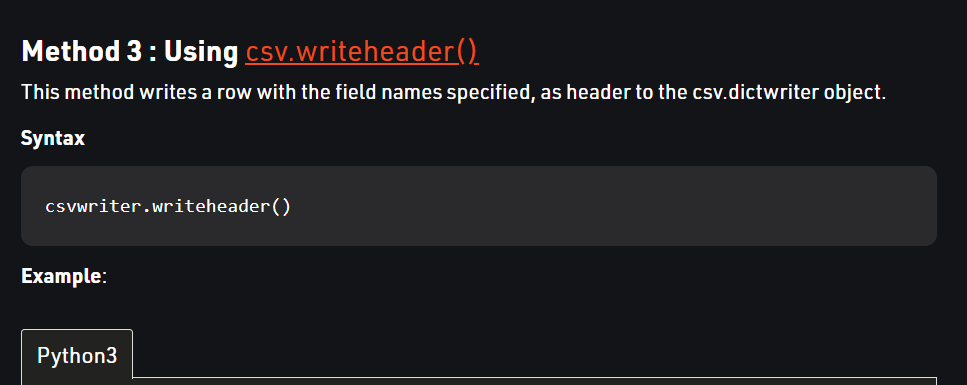 Method 3 : Using csv.writeheader()
This method writes a row with the field names specified, as header to the csv.dictwriter object.
Syntax
csvwriter.writeheader()
Example:
Python3